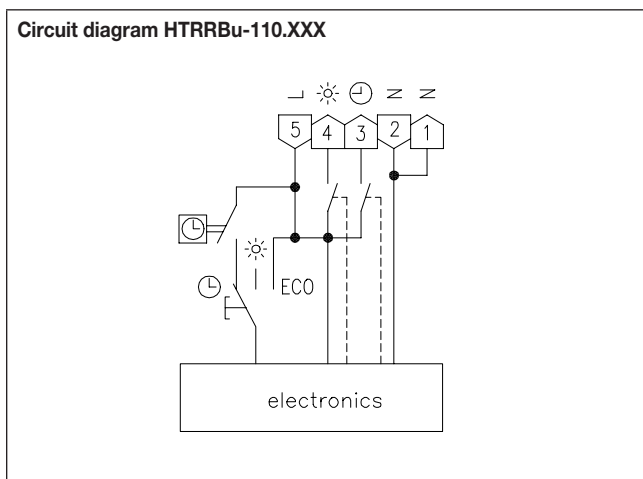 Circuit diagram HTRRBu-110.XXX
L N N
5 4 3 2 1
ECO
electronics